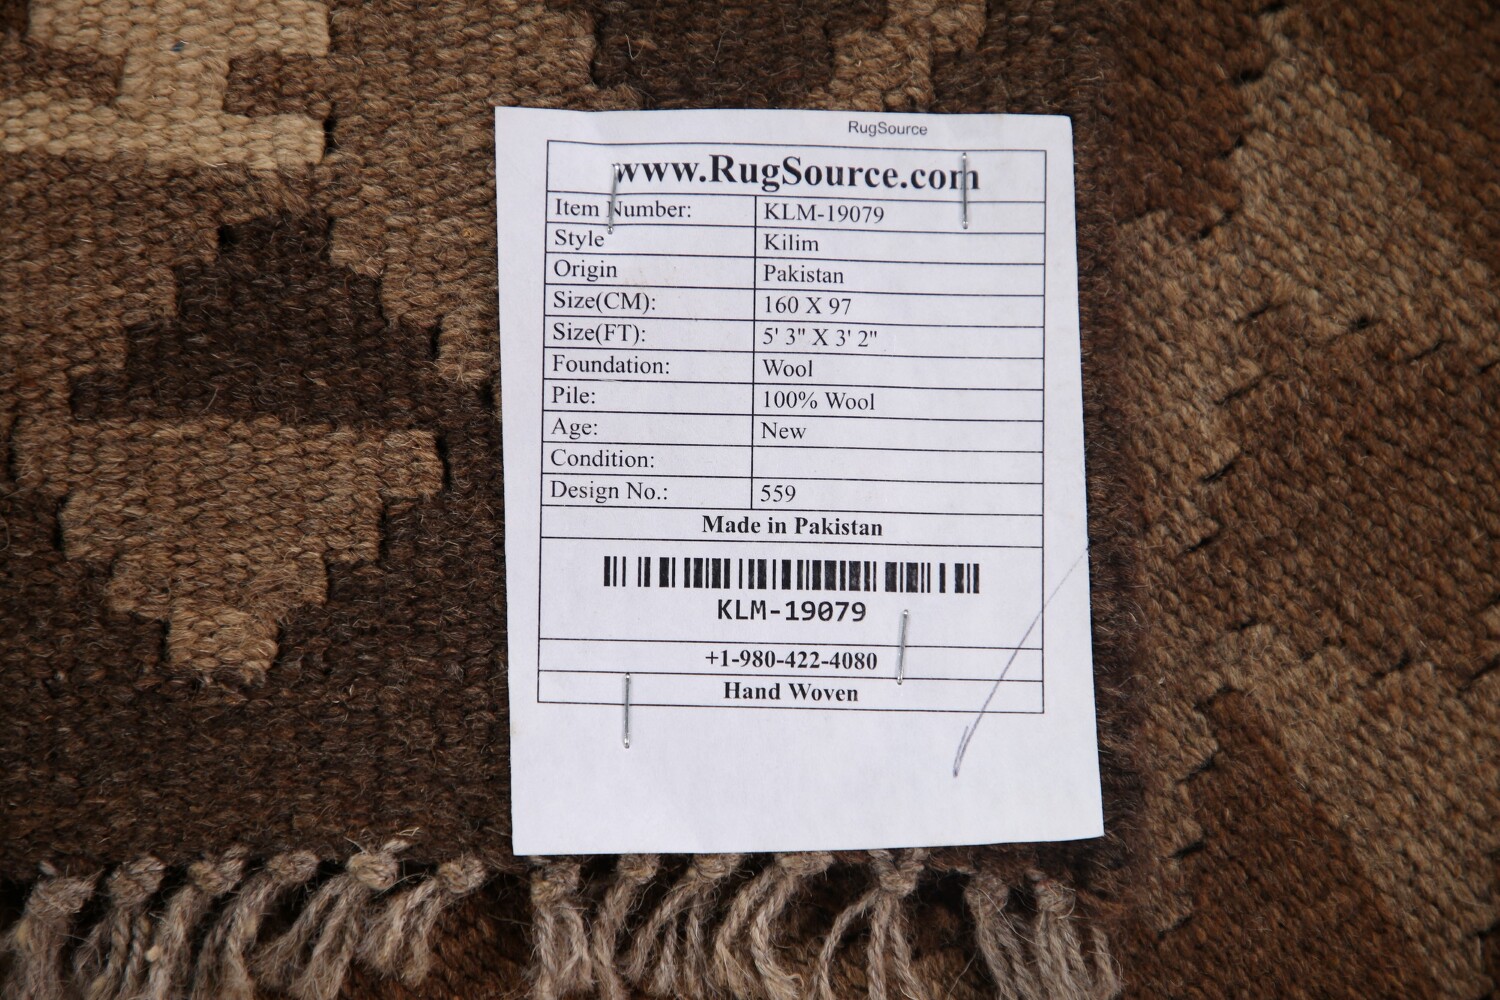 RugSource
www.RugSource.com
Item Number: KLM-19079
Style Kilim
Origin Pakistan
Size(CM): 160 X 97
Size(FT): 5' 3" X 3' 2"
Foundation: Wool
Pile: 100% Wool
Age: New
Condition:
Design No.: 559
Made in Pakistan
KLM-19079
+1-980-422-4080
Hand Woven